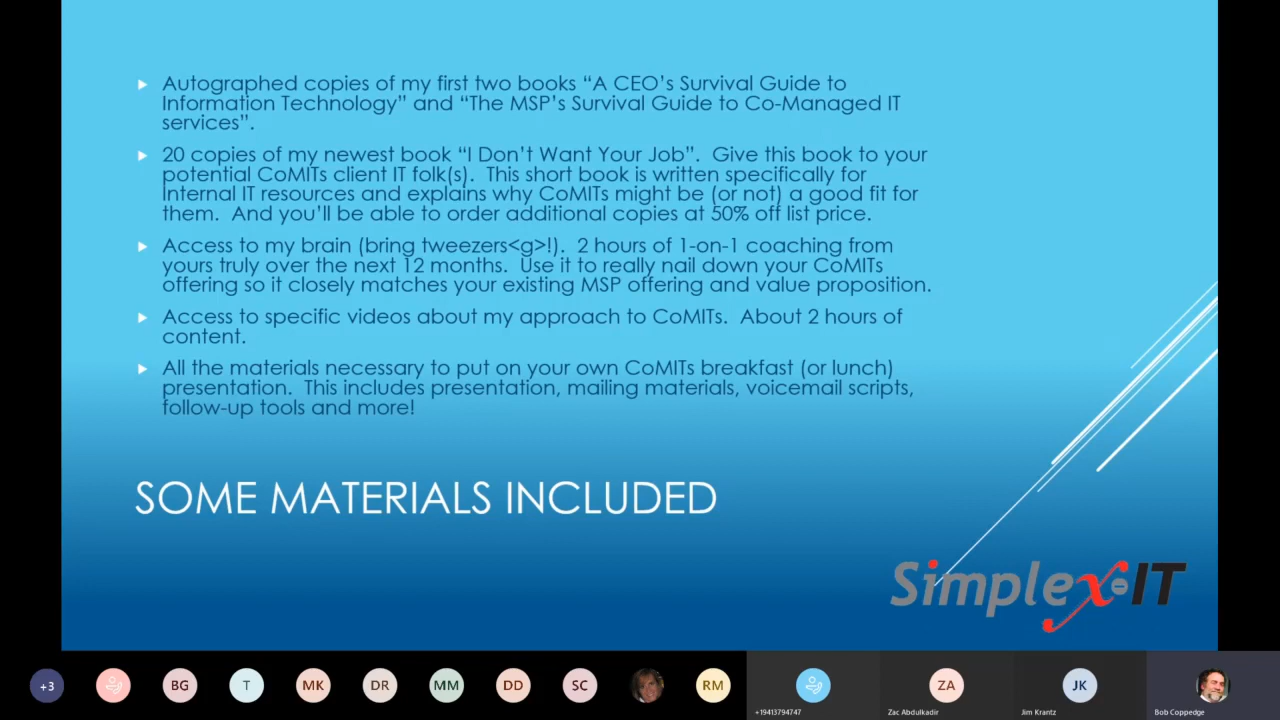 Autographed copies of my first two books “A CEO’s Survival Guide to
Information Technology” and “The MSP’s Survival Guide to Co-Managed IT
services”.
20 copies of my newest book “I Don’t Want Your Job”.  Give this book to your
potential CoMITs client IT folk(s).  This short book is written specifically for
Internal IT resources and explains why CoMITs might be (or not) a good fit for
them.  And you’ll be able to order additional copies at 50% off list price.
Access to my brain (bring tweezers<g>!).  2 hours of 1-on-1 coaching from
yours truly over the next 12 months.  Use it to really nail down your CoMITs
offering so it closely matches your existing MSP offering and value proposition.
Access to specific videos about my approach to CoMITs.  About 2 hours of
content.
All the materials necessary to put on your own CoMITs breakfast (or lunch)
presentation.  This includes presentation, mailing materials, voicemail scripts,
follow-up tools and more!
SOME MATERIALS INCLUDED
Simplex-IT
+3 BG T MK DR MM DD SC RM ZA JK
+19413794747 Zac Abdulkadir Jim Krantz Bob Coppedge